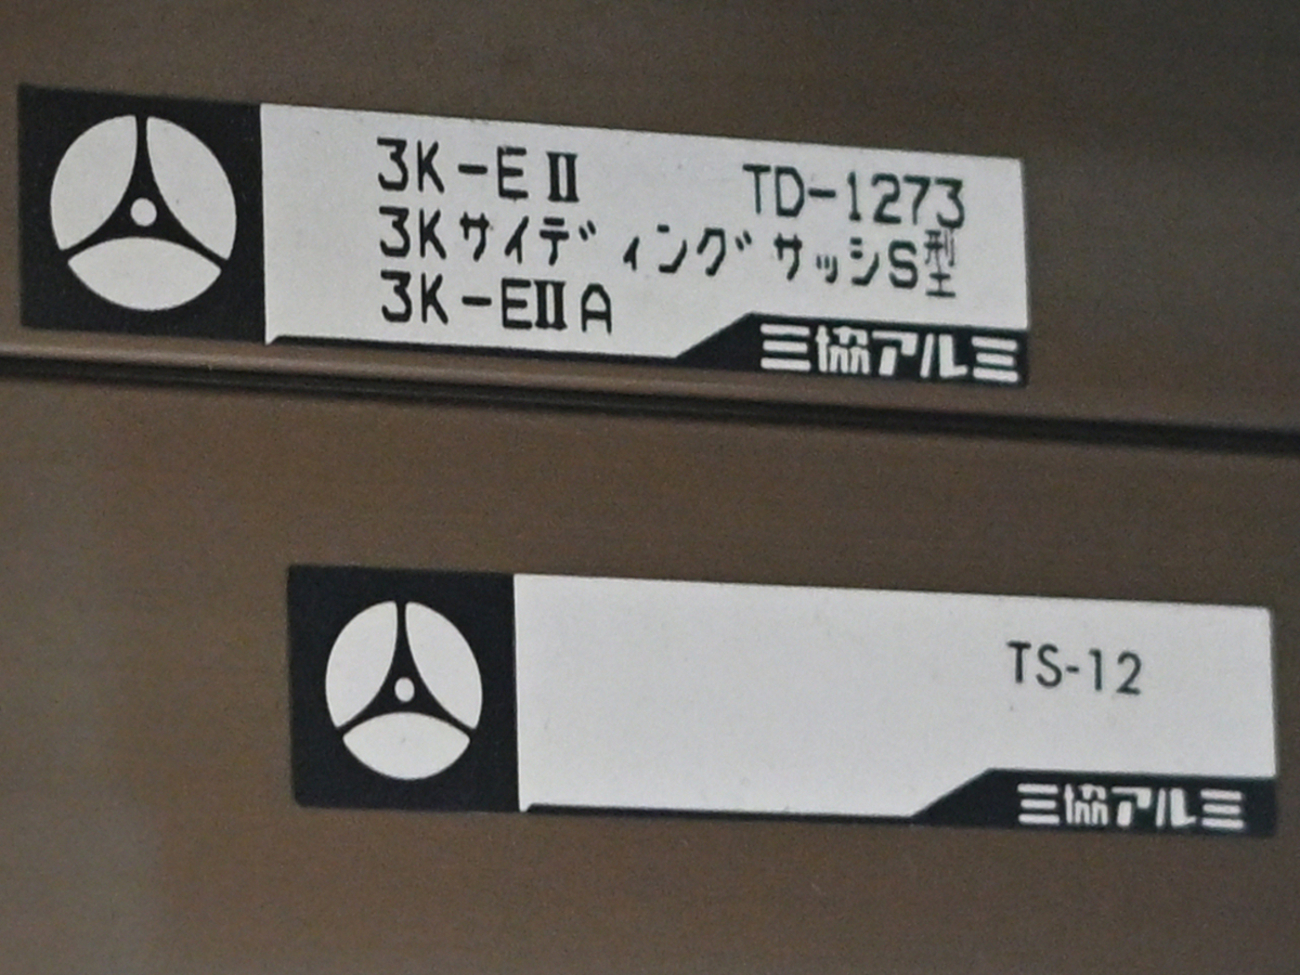 3K-EⅡ TD-1273
3KサイディングサッシS型
3K-EⅡA
三協アルミ
TS-12
三協アルミ